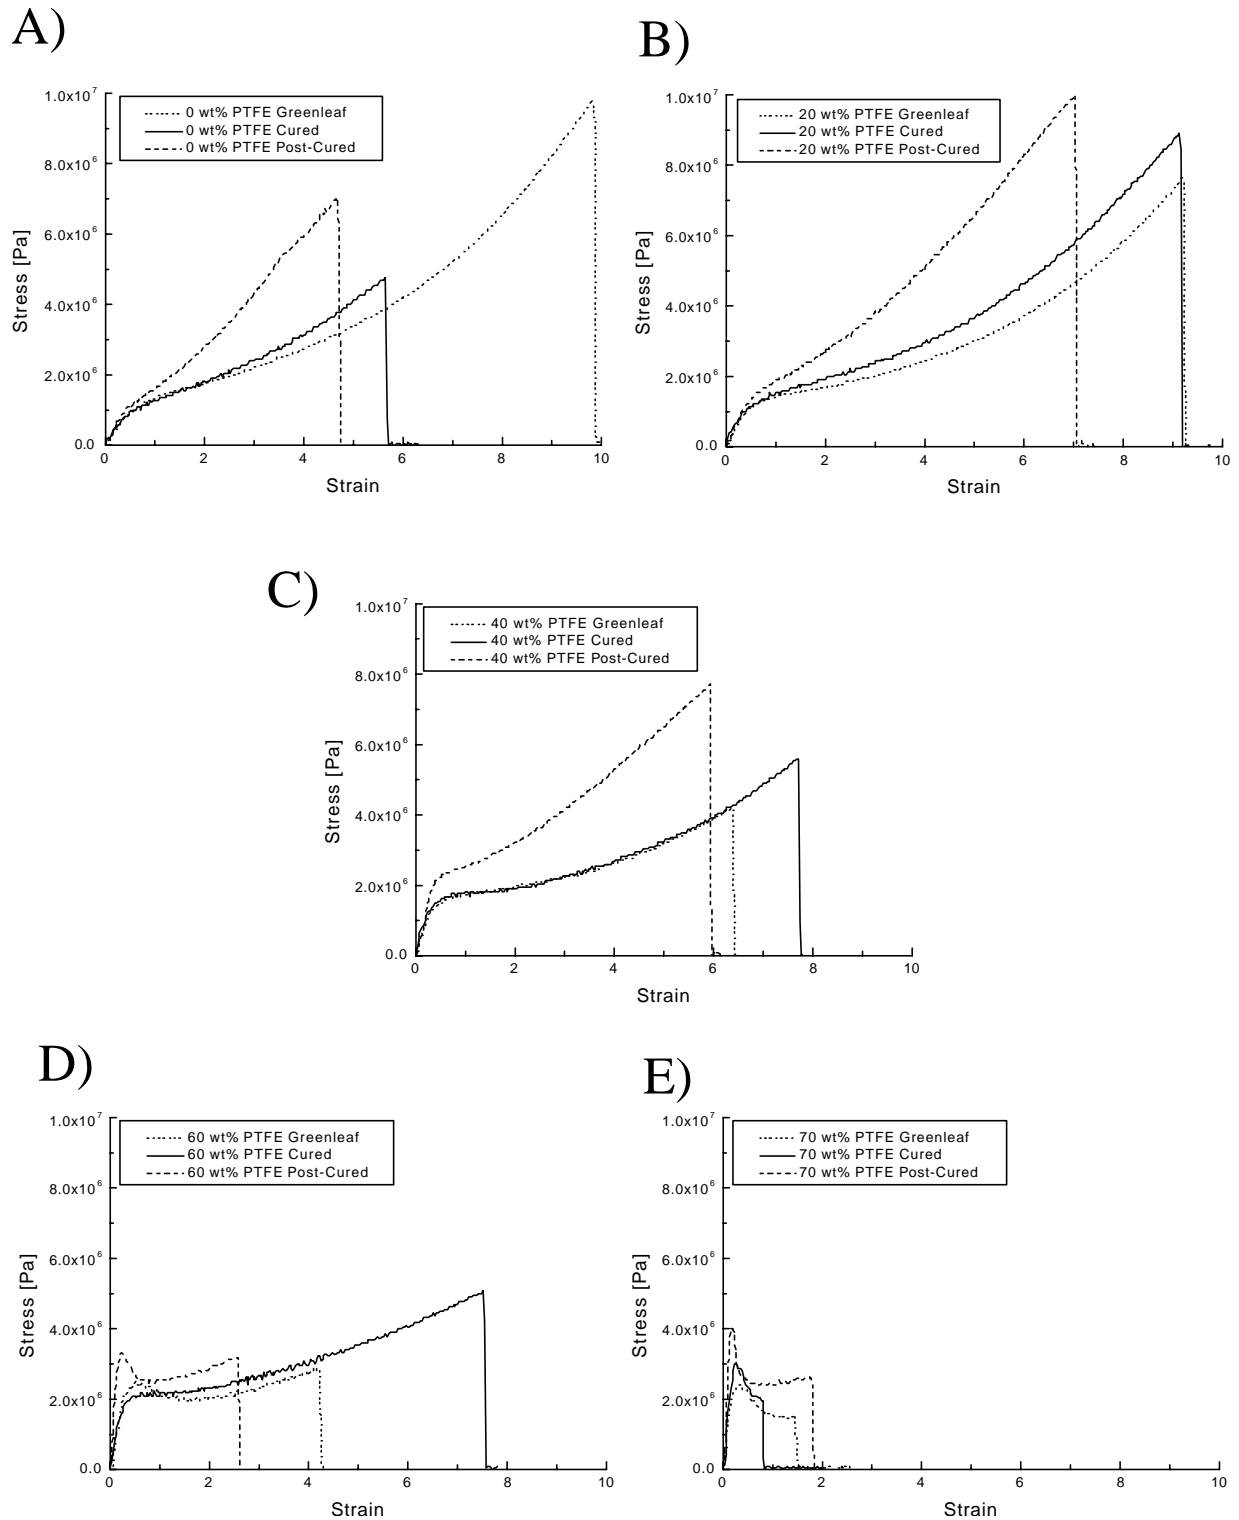 A)
1.0x10^7
8.0x10^6
6.0x10^6
4.0x10^6
2.0x10^6
0.0
Stress [Pa]
0 wt% PTFE Greenleaf
0 wt% PTFE Cured
0 wt% PTFE Post-Cured
0 2 4 6 8 10
Strain
B)
1.0x10^7
8.0x10^6
6.0x10^6
4.0x10^6
2.0x10^6
0.0
Stress [Pa]
20 wt% PTFE Greenleaf
20 wt% PTFE Cured
20 wt% PTFE Post-Cured
0 2 4 6 8 10
Strain
C)
1.0x10^7
8.0x10^6
6.0x10^6
4.0x10^6
2.0x10^6
0.0
Stress [Pa]
40 wt% PTFE Greenleaf
40 wt% PTFE Cured
40 wt% PTFE Post-Cured
0 2 4 6 8 10
Strain
D)
1.0x10^7
8.0x10^6
6.0x10^6
4.0x10^6
2.0x10^6
0.0
Stress [Pa]
60 wt% PTFE Greenleaf
60 wt% PTFE Cured
60 wt% PTFE Post-Cured
0 2 4 6 8 10
Strain
E)
1.0x10^7
8.0x10^6
6.0x10^6
4.0x10^6
2.0x10^6
0.0
Stress [Pa]
70 wt% PTFE Greenleaf
70 wt% PTFE Cured
70 wt% PTFE Post-Cured
0 2 4 6 8 10
Strain